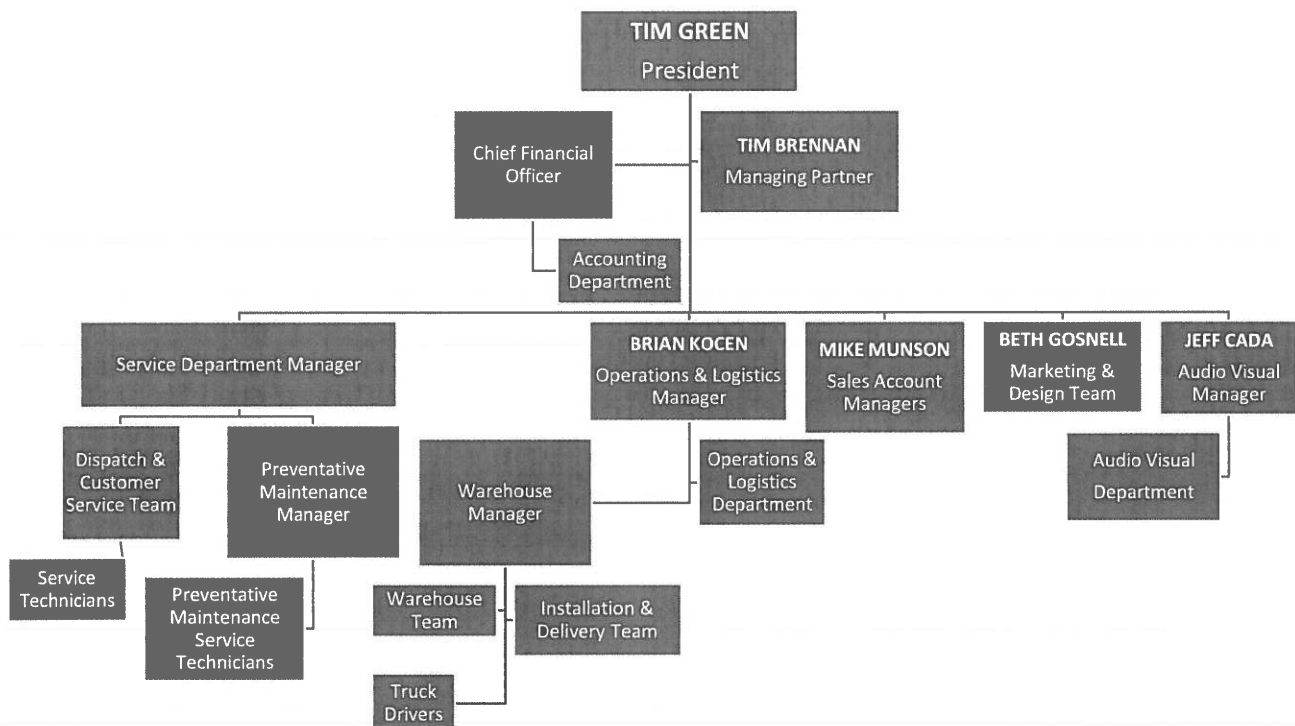 TIM GREEN
President
Chief Financial
Officer
TIM BRENNAN
Managing Partner
Accounting
Department
Service Department Manager
BRIAN KOCEN
Operations & Logistics
Manager
MIKE MUNSON
Sales Account
Managers
BETH GOSNELL
Marketing &
Design Team
JEFF CADA
Audio Visual
Manager
Dispatch &
Customer
Service Team
Preventative
Maintenance
Manager
Warehouse
Manager
Operations &
Logistics
Department
Audio Visual
Department
Service
Technicians
Preventative
Maintenance
Service
Technicians
Warehouse
Team
Installation &
Delivery Team
Truck
Drivers